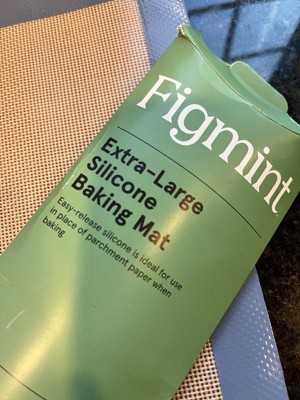 Figmint
Extra-Large
Silicone
Baking Mat
Easy-release silicone is ideal for use
in place of parchment paper when
baking